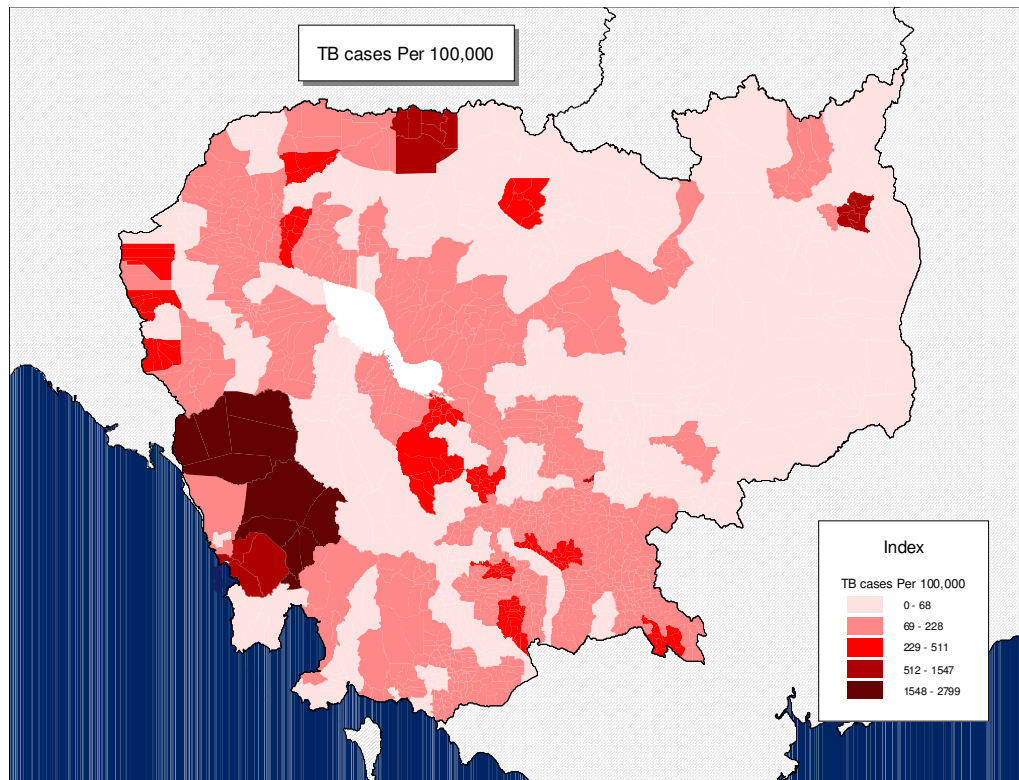 TB cases Per 100,000
Index
TB cases Per 100,000
0 - 68
69 - 228
229 - 511
512 - 1547
1548 - 2799